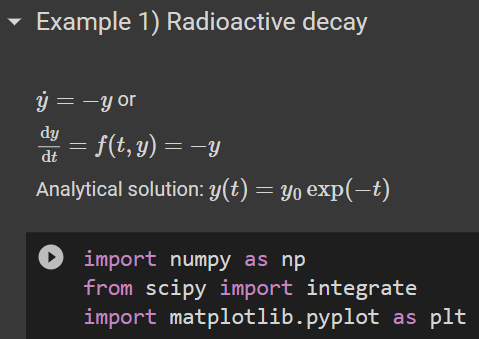 Example 1) Radioactive decay
ẏ = −y or
dy/dt = f(t, y) = −y
Analytical solution: y(t) = y₀ exp(−t)
import numpy as np
from scipy import integrate
import matplotlib.pyplot as plt